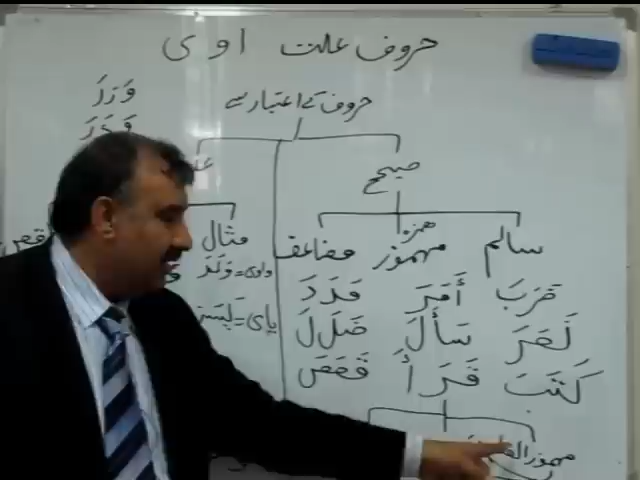 حروف علت ا و ی
حروف کے اعتبار سے
وَزَرَ
صحیح
سالم
ہمزہ
مہموز
مضاعف
مثال
ضَرَبَ أَمَرَ مَدَدَ
واوی = وَلَدَ
نَصَرَ سَأَلَ ضَلَلَ
یای =
كَتَبَ قَرَأَ قَصَصَ